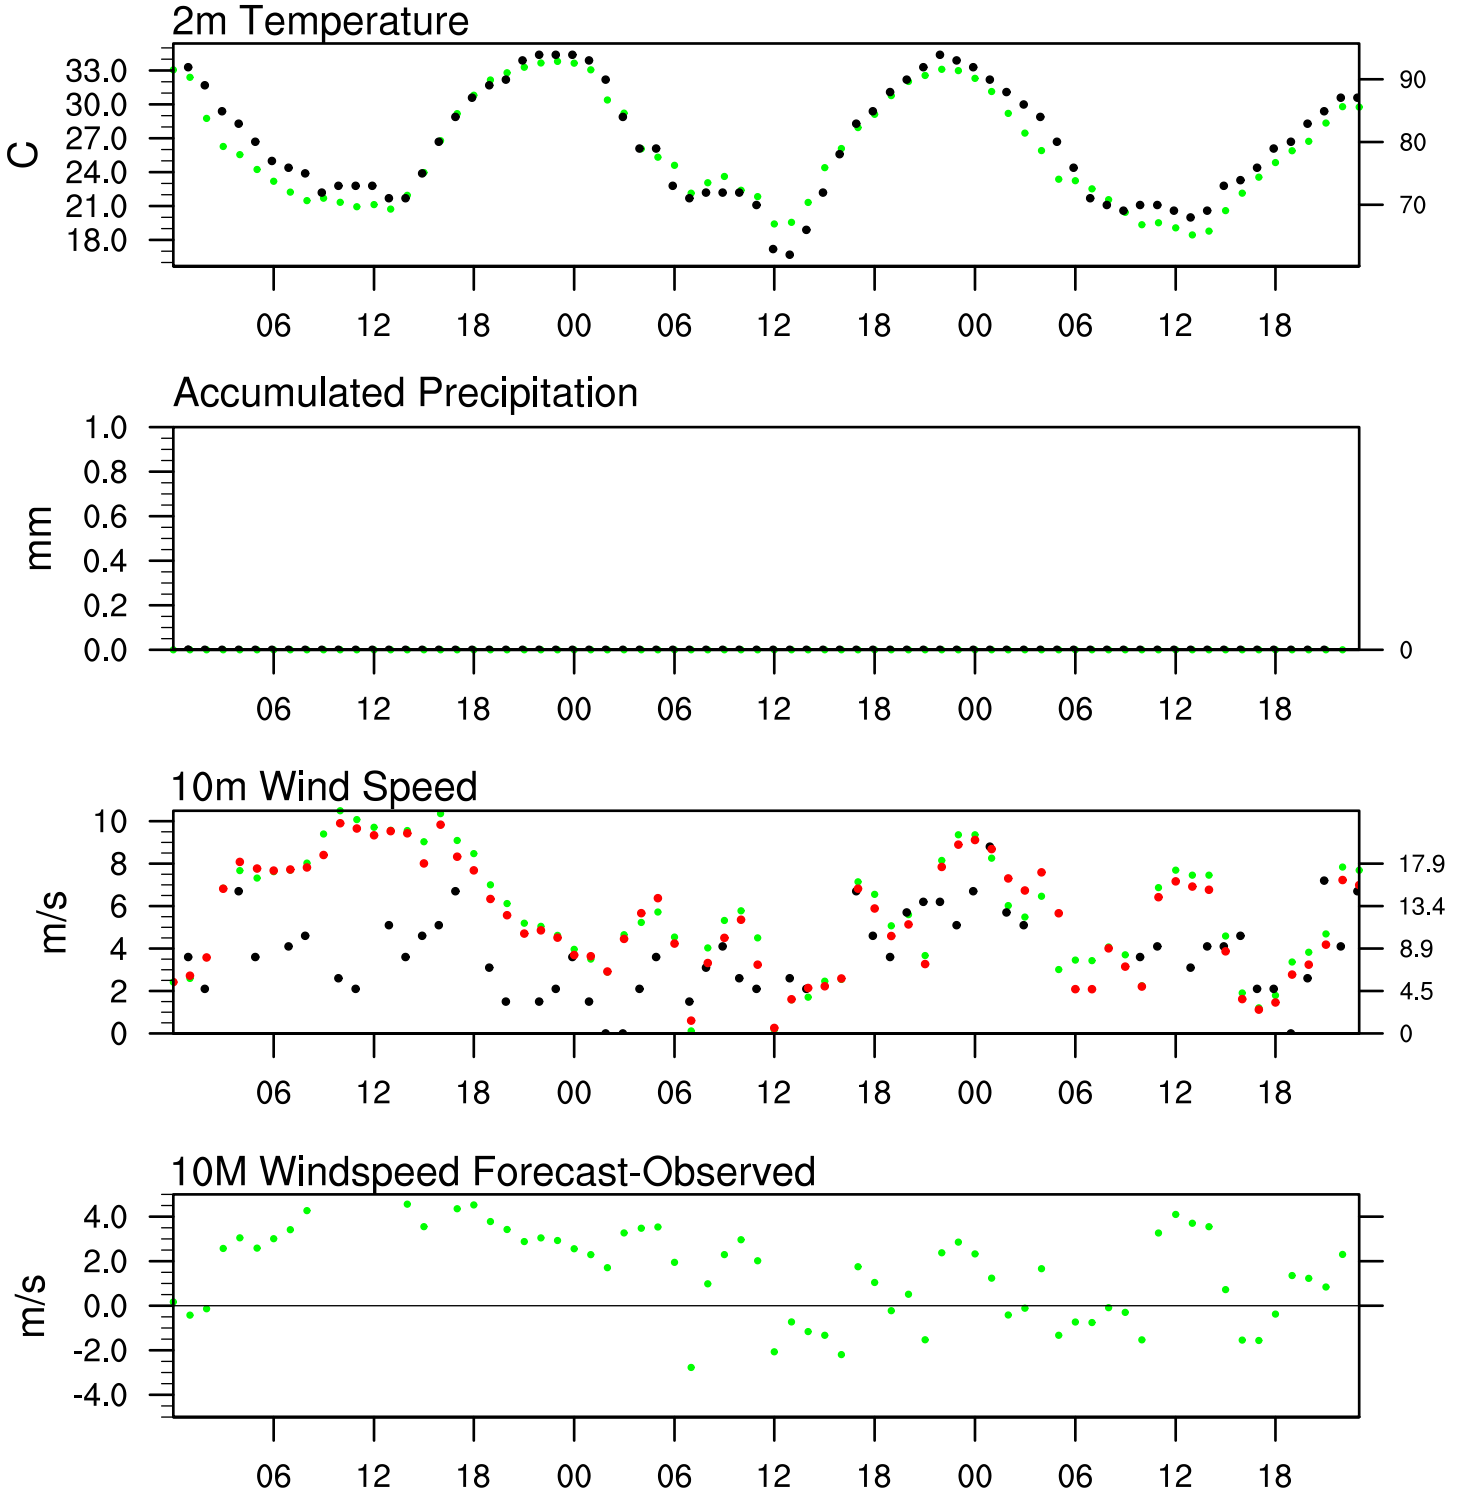 2m Temperature
33.0
30.0
27.0
24.0
21.0
18.0
C
90
80
70
06 12 18 00 06 12 18 00 06 12 18
Accumulated Precipitation
1.0
0.8
0.6
0.4
0.2
0.0
mm
0
06 12 18 00 06 12 18 00 06 12 18
10m Wind Speed
10
8
6
4
2
0
m/s
17.9
13.4
8.9
4.5
0
06 12 18 00 06 12 18 00 06 12 18
10M Windspeed Forecast-Observed
4.0
2.0
0.0
-2.0
-4.0
m/s
06 12 18 00 06 12 18 00 06 12 18